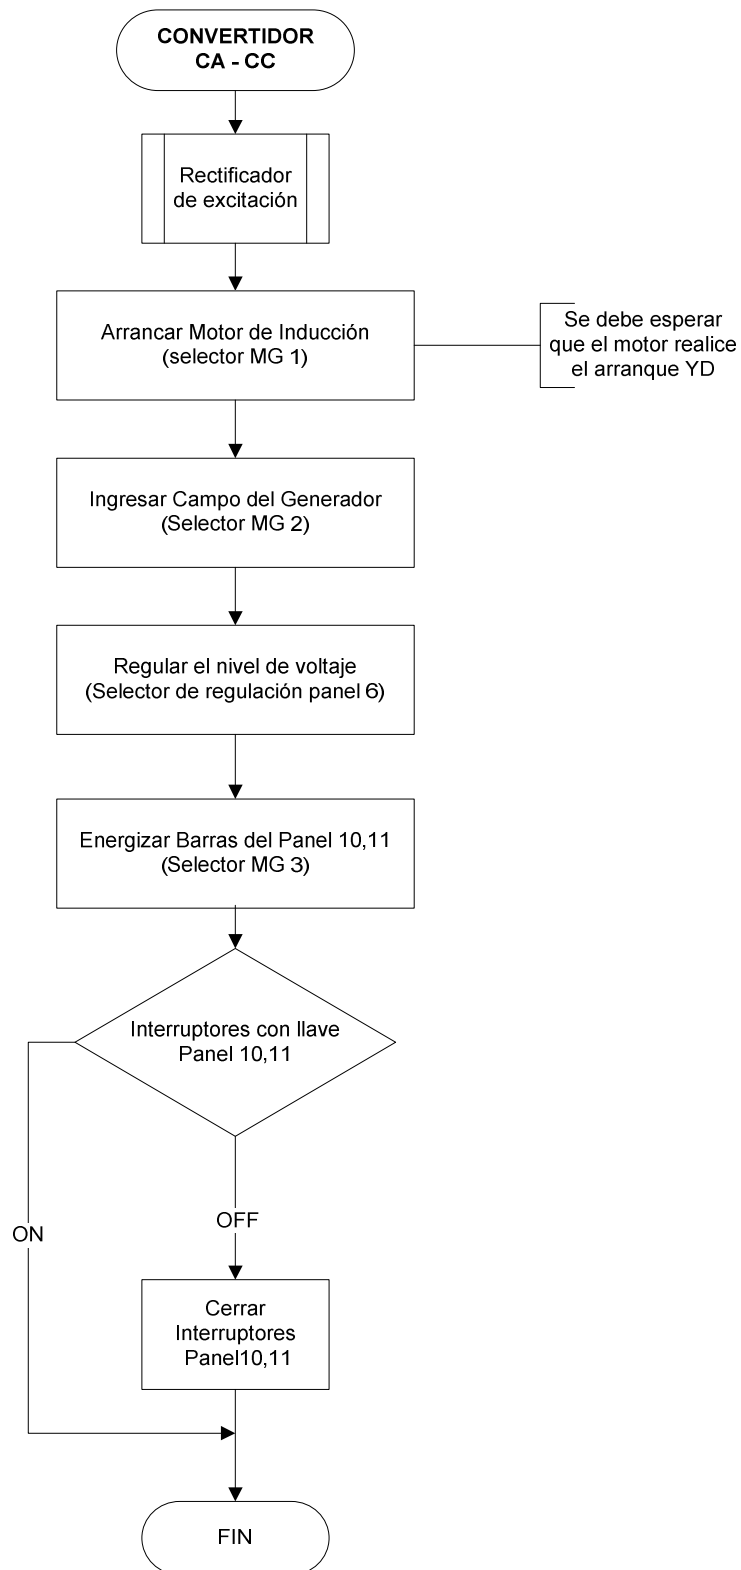 CONVERTIDOR
CA - CC
Rectificador
de excitación
Arrancar Motor de Inducción
(selector MG 1)
Se debe esperar
que el motor realice
el arranque YD
Ingresar Campo del Generador
(Selector MG 2)
Regular el nivel de voltaje
(Selector de regulación panel 6)
Energizar Barras del Panel 10,11
(Selector MG 3)
Interruptores con llave
Panel 10,11
OFF
ON
Cerrar
Interruptores
Panel10,11
FIN